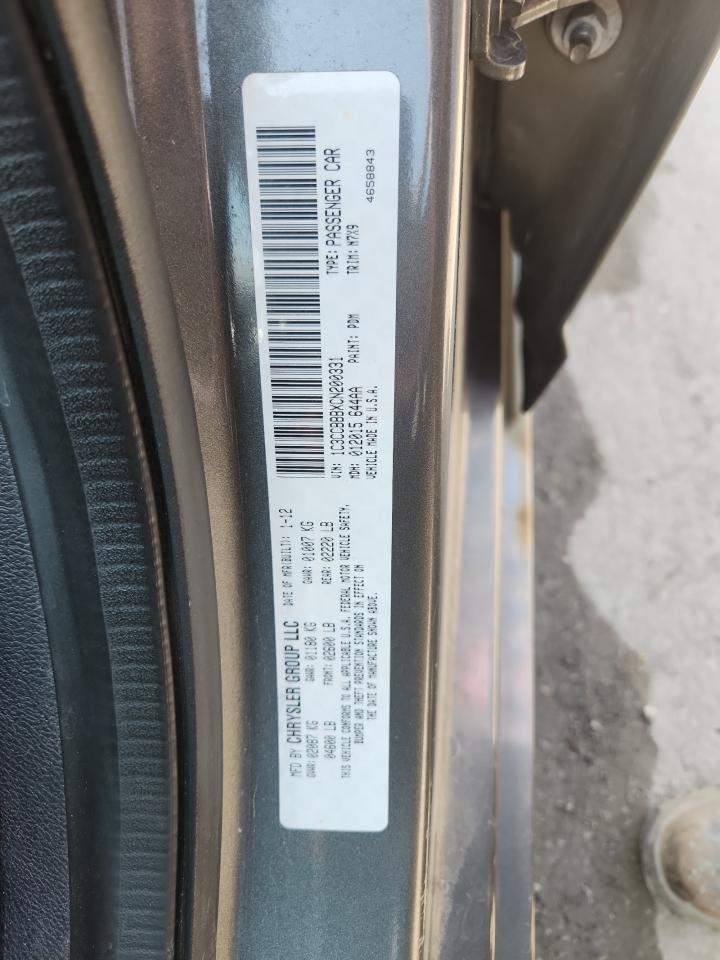 MFD BY CHRYSLER GROUP LLC DATE OF MFR(BUILT): 1-12
GVWR: 02087 KG GAWR: 01180 KG GAWR: 01007 KG
04600 LB FRONT: 02600 LB REAR: 02220 LB
THIS VEHICLE CONFORMS TO ALL APPLICABLE U.S.A. FEDERAL MOTOR VEHICLE SAFETY,
BUMPER AND THEFT PREVENTION STANDARDS IN EFFECT ON
THE DATE OF MANUFACTURE SHOWN ABOVE.
VIN: 1C3CCBBBXCN200331 TYPE: PASSENGER CAR
MDH: 012015 644AA PAINT: PDM TRIM: M7X9
VEHICLE MADE IN U.S.A. 4658843